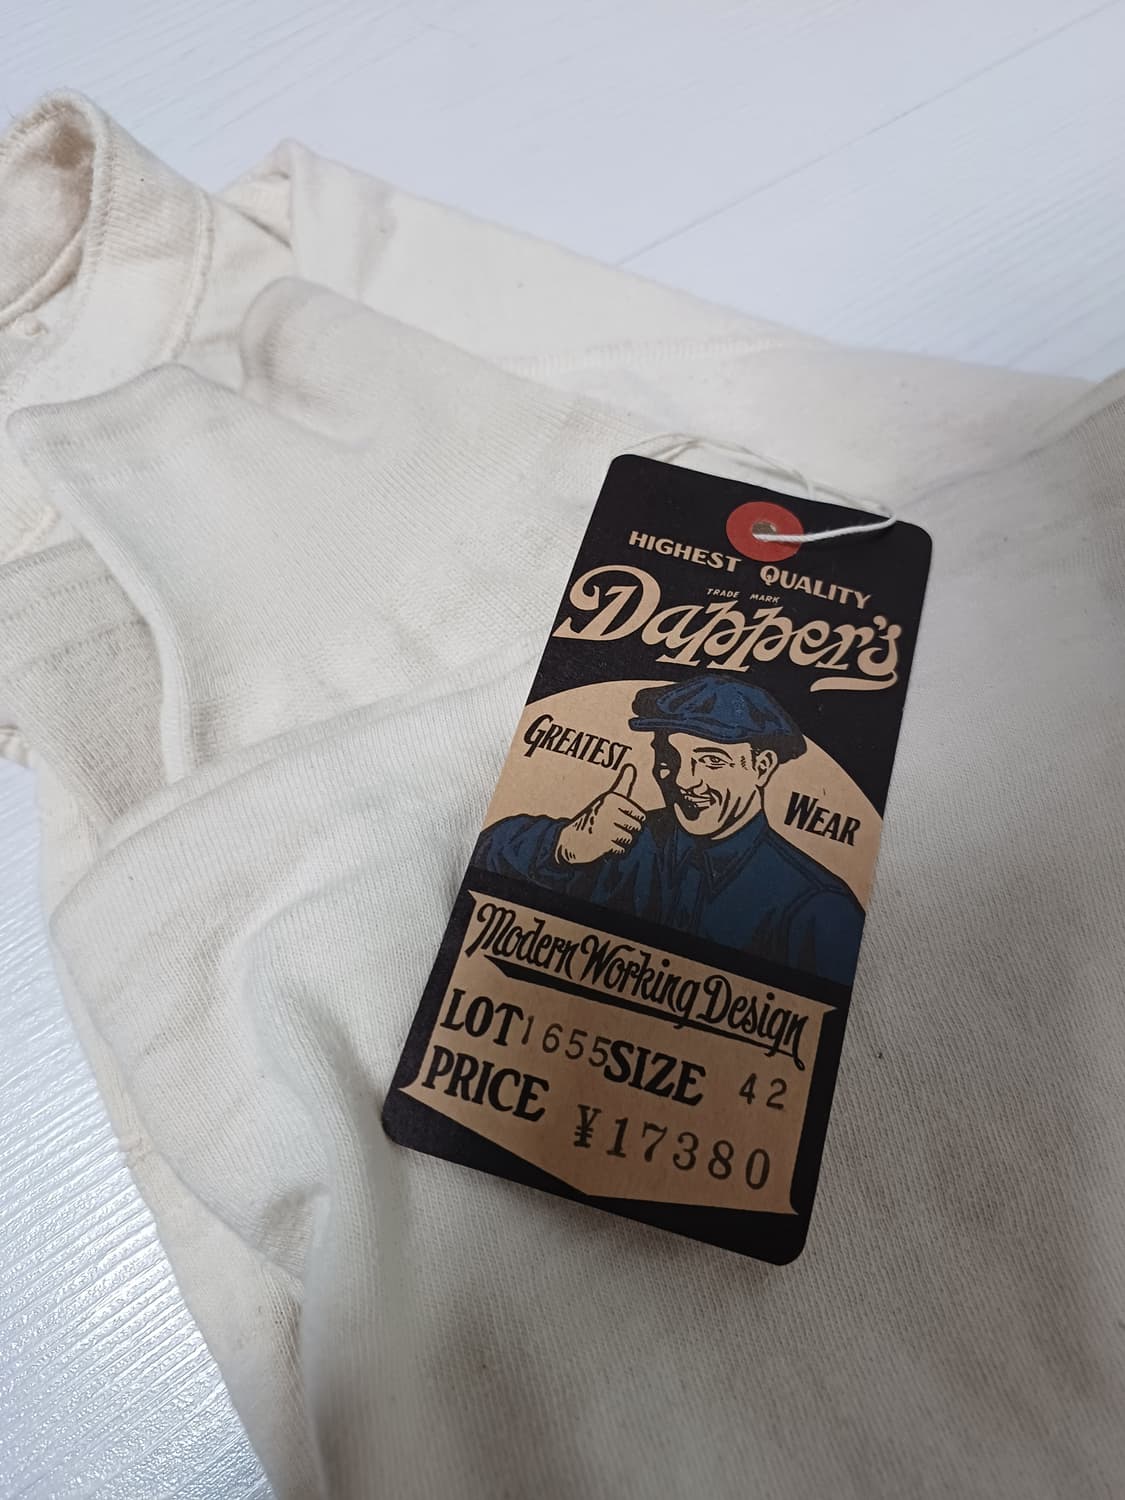 HIGHEST QUALITY
TRADE MARK
Dapper's
GREATEST WEAR
Modern Working Design
LOT 1655 SIZE 42
PRICE ¥17380